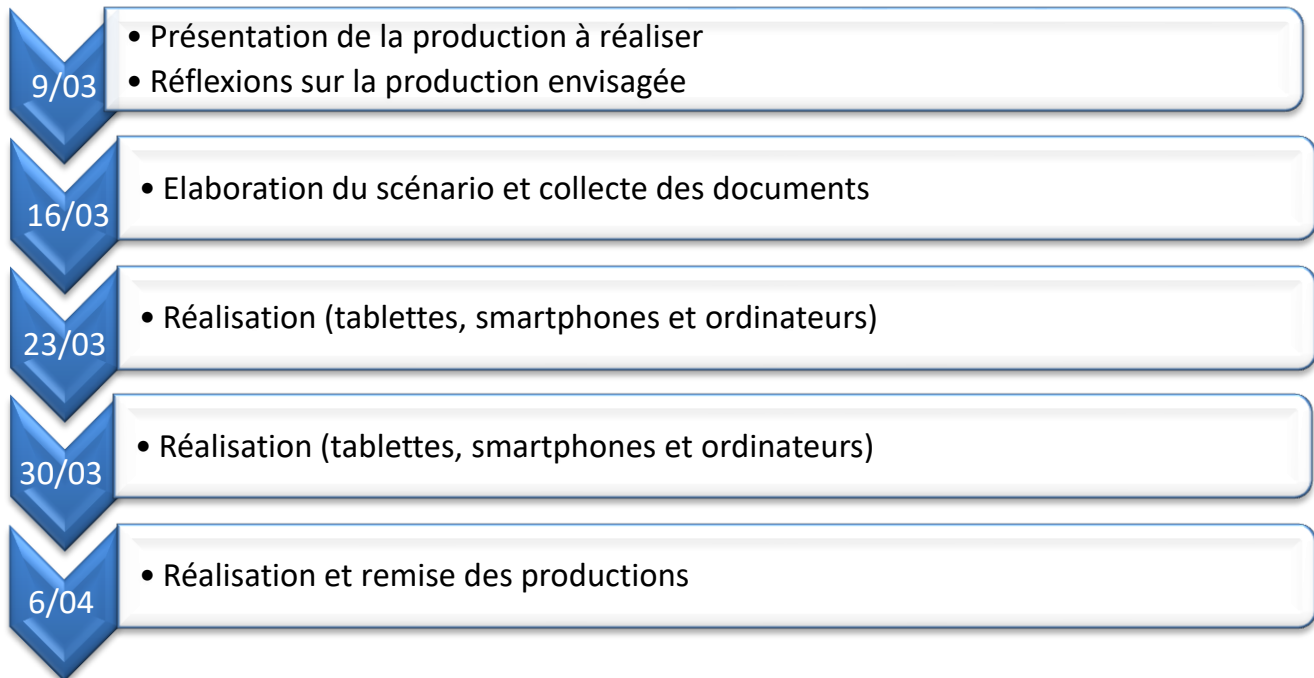 9/03
• Présentation de la production à réaliser
• Réflexions sur la production envisagée
16/03
• Elaboration du scénario et collecte des documents
23/03
• Réalisation (tablettes, smartphones et ordinateurs)
30/03
• Réalisation (tablettes, smartphones et ordinateurs)
6/04
• Réalisation et remise des productions